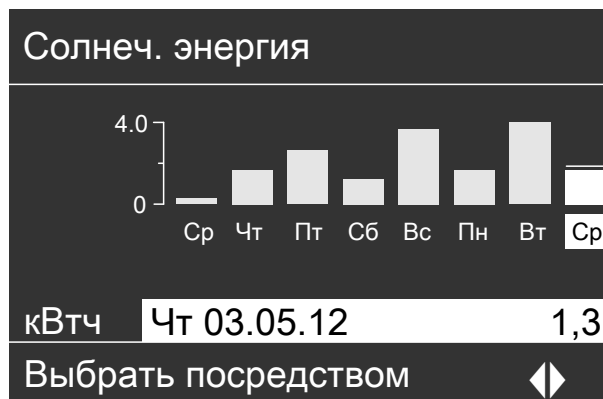 Солнеч. энергия
4.0
0
Ср Чт Пт Сб Вс Пн Вт Ср
кВтч Чт 03.05.12 1,3
Выбрать посредством